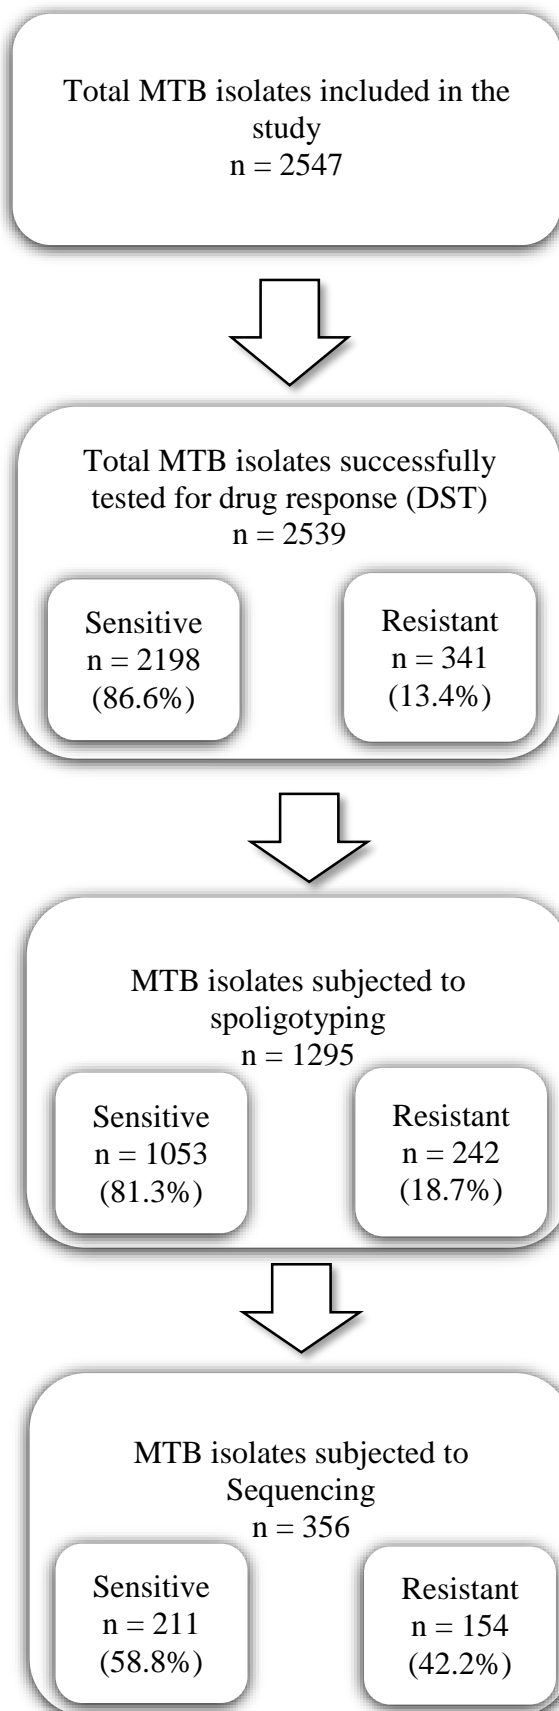 Total MTB isolates included in the
study
n = 2547
Total MTB isolates successfully
tested for drug response (DST)
n = 2539
Sensitive
n = 2198
(86.6%)
Resistant
n = 341
(13.4%)
MTB isolates subjected to
spoligotyping
n = 1295
Sensitive
n = 1053
(81.3%)
Resistant
n = 242
(18.7%)
MTB isolates subjected to
Sequencing
n = 356
Sensitive
n = 211
(58.8%)
Resistant
n = 154
(42.2%)